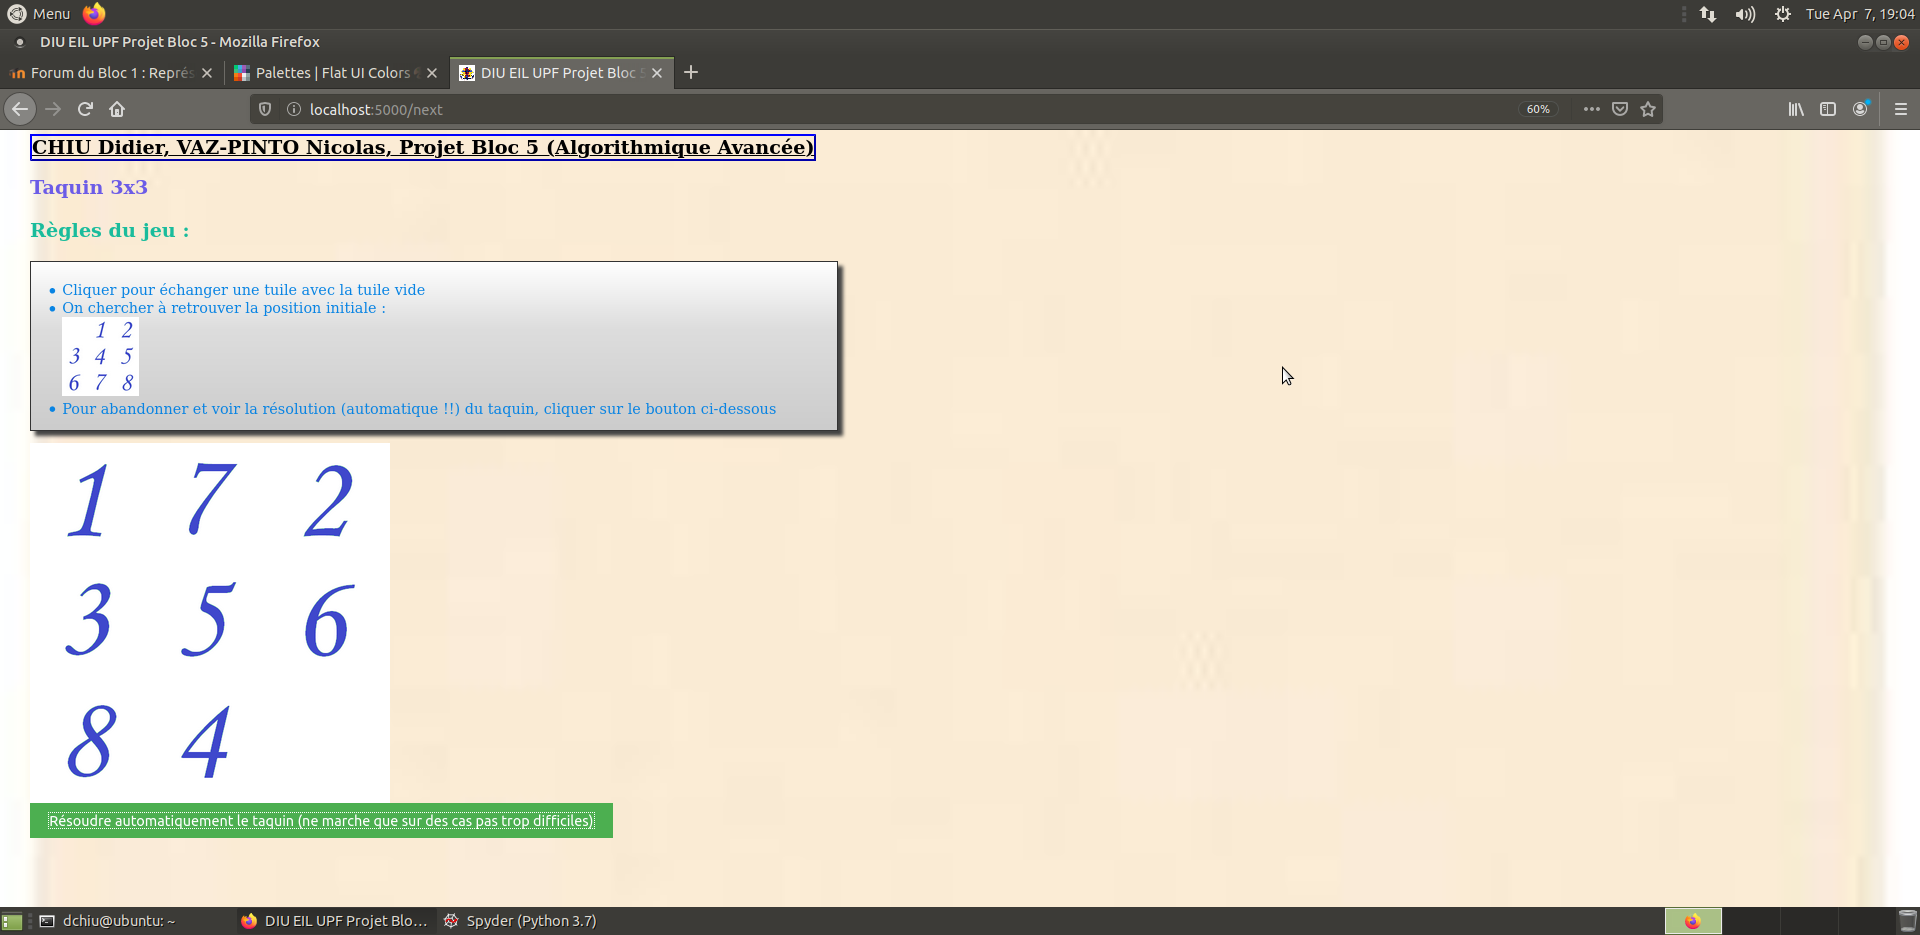 Menu
Tue Apr 7, 19:04
DIU EIL UPF Projet Bloc 5 - Mozilla Firefox
Forum du Bloc 1 : Représ
Palettes | Flat UI Colors
DIU EIL UPF Projet Bloc 5
localhost:5000/next
60%
CHIU Didier, VAZ-PINTO Nicolas, Projet Bloc 5 (Algorithmique Avancée)
Taquin 3x3
Règles du jeu :
• Cliquer pour échanger une tuile avec la tuile vide
• On chercher à retrouver la position initiale :
1 2
3 4 5
6 7 8
• Pour abandonner et voir la résolution (automatique !!) du taquin, cliquer sur le bouton ci-dessous
1 7 2
3 5 6
8 4
Résoudre automatiquement le taquin (ne marche que sur des cas pas trop difficiles)
dchiu@ubuntu: ~
DIU EIL UPF Projet Blo...
Spyder (Python 3.7)